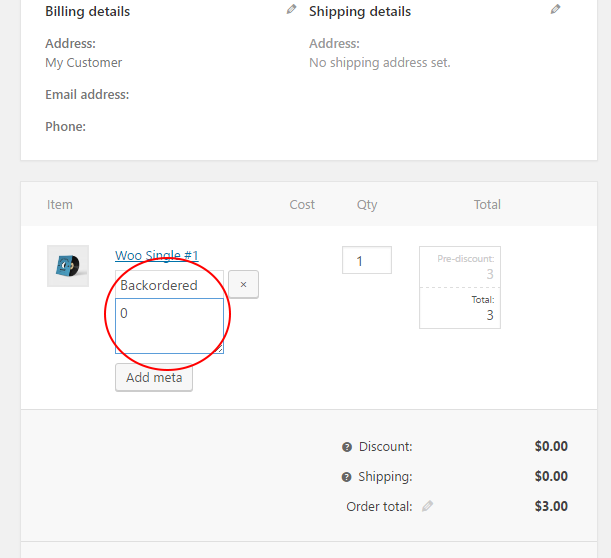 Billing details
Shipping details
Address:
My Customer
Address:
No shipping address set.
Email address:
Phone:
Item Cost Qty Total
Woo Single #1
Backordered ×
0
Add meta
1
Pre-discount:
3
Total:
3
? Discount: $0.00
? Shipping: $0.00
Order total: $3.00